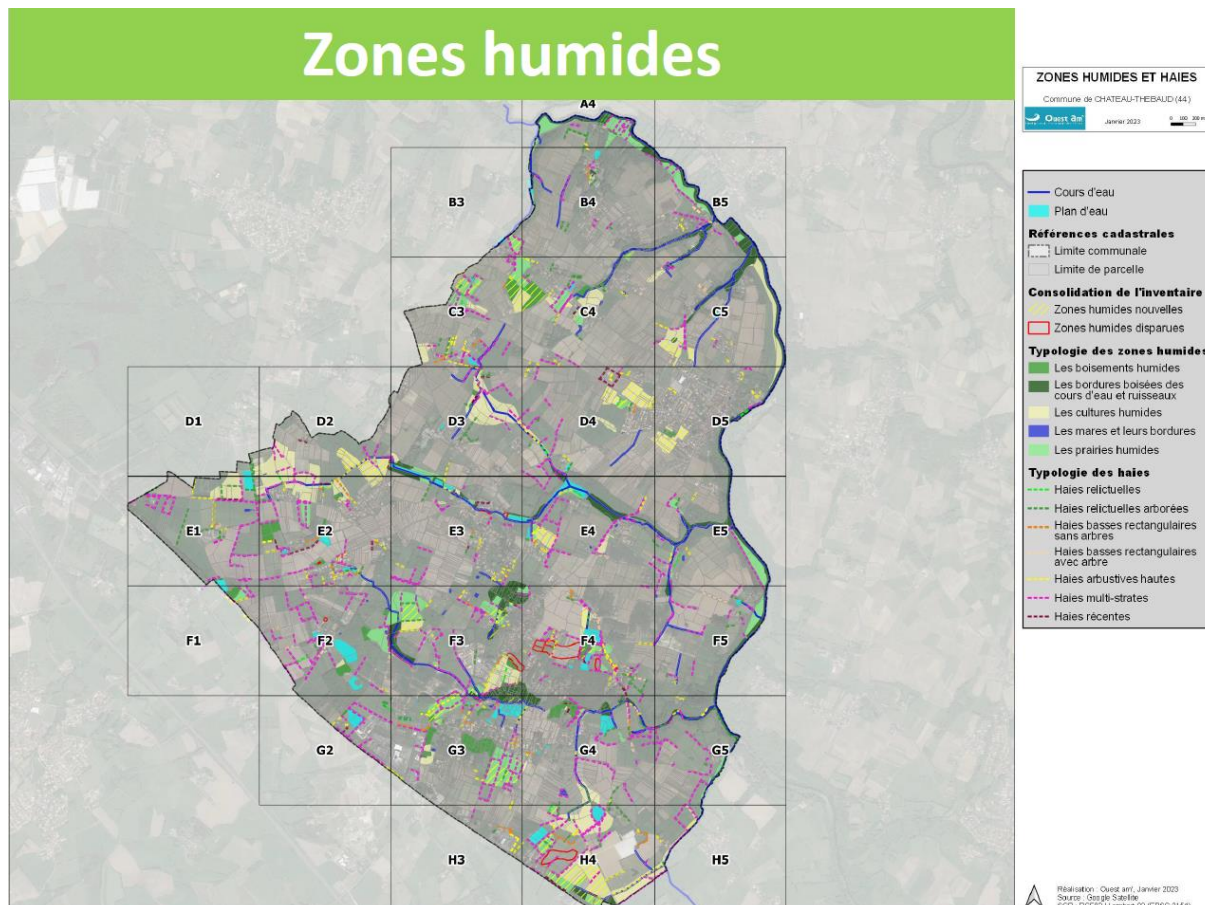 Zones humides
A4
B3
B4
B5
C3
C4
C5
D1
D2
D3
D4
D5
E1
E2
E3
E4
E5
F1
F2
F3
F4
F5
G2
G3
G4
G5
H3
H4
H5
ZONES HUMIDES ET HAIES
Commune de CHATEAU-THEBAUD (44)
Ouest am'
Janvier 2023
0 100 200 m
Cours d'eau
Plan d'eau
Références cadastrales
Limite communale
Limite de parcelle
Consolidation de l'inventaire
Zones humides nouvelles
Zones humides disparues
Typologie des zones humides
Les boisements humides
Les bordures boisées des
cours d'eau et ruisseaux
Les cultures humides
Les mares et leurs bordures
Les prairies humides
Typologie des haies
Haies relictuelles
Haies relictuelles arborées
Haies basses rectangulaires
sans arbres
Haies basses rectangulaires
avec arbre
Haies arbustives hautes
Haies multi-strates
Haies récentes
Réalisation : Ouest am', Janvier 2023
Source : Google Satellite